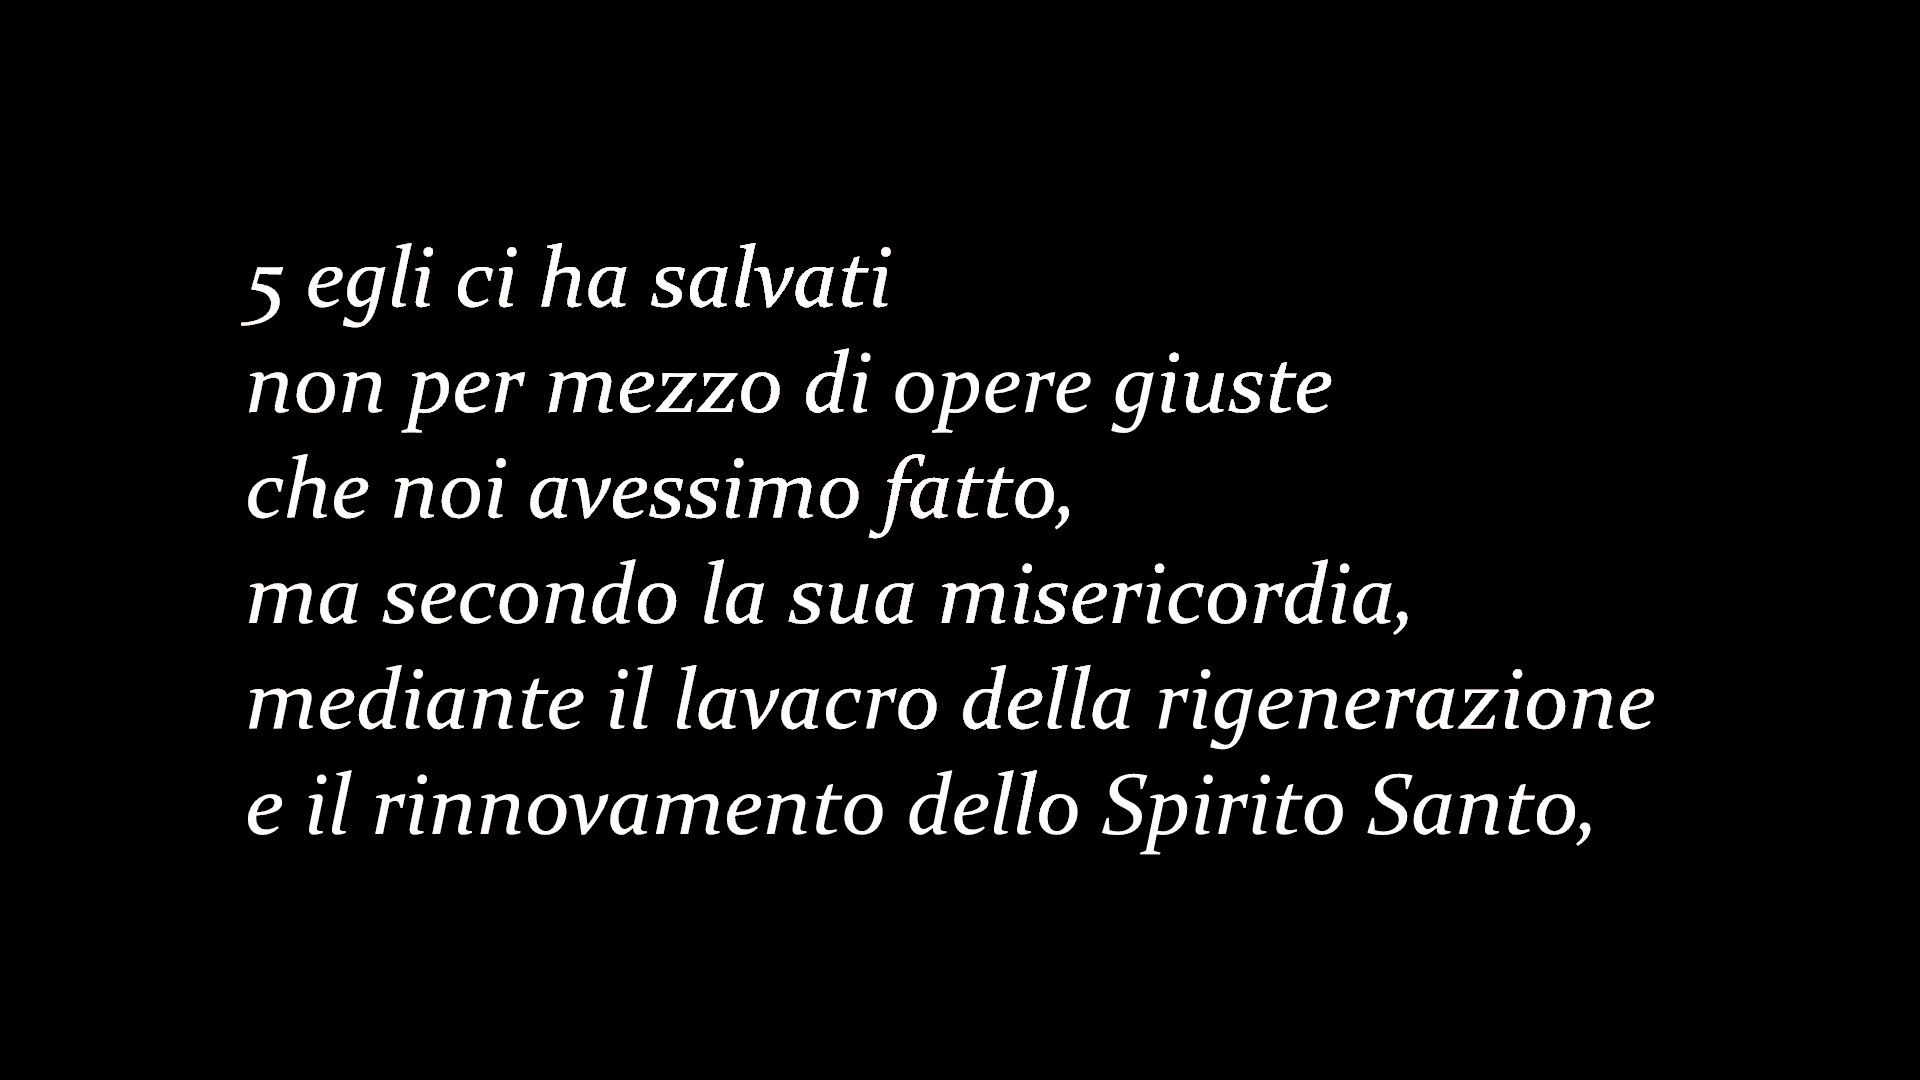 5 egli ci ha salvati
non per mezzo di opere giuste
che noi avessimo fatto,
ma secondo la sua misericordia,
mediante il lavacro della rigenerazione
e il rinnovamento dello Spirito Santo,